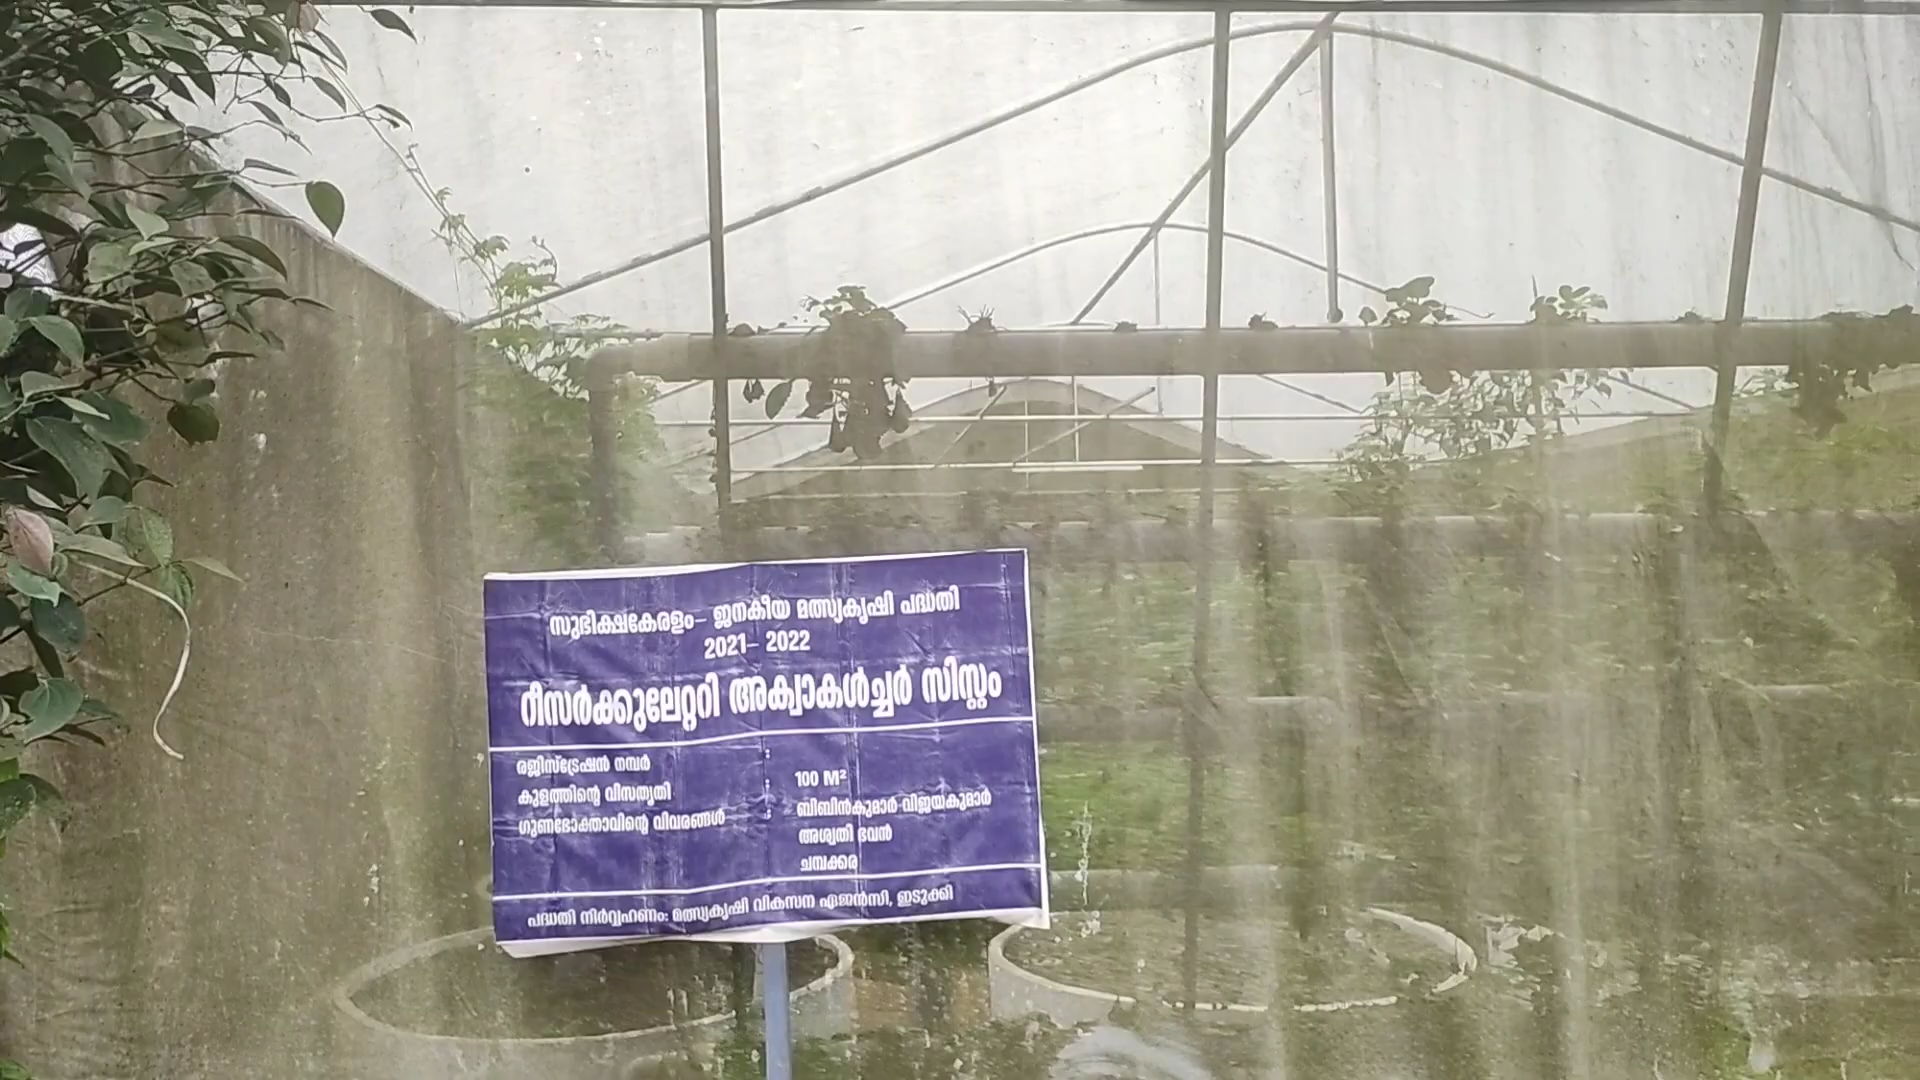 സുഭിക്ഷകേരളം- ജനകീയ മത്സ്യകൃഷി പദ്ധതി
2021- 2022
റീസർക്കുലേറ്ററി അക്വാകൾച്ചർ സിസ്റ്റം
രജിസ്ട്രേഷൻ നമ്പർ :
കുളത്തിന്റെ വിസതൃതി : 100 M²
ഗുണഭോക്താവിന്റെ വിവരങ്ങൾ : ബിബിൻകുമാർ വിജയകുമാർ
അശ്വതി ഭവൻ
ചമ്പക്കര
പദ്ധതി നിർവ്വഹണം: മത്സ്യകൃഷി വികസന ഏജൻസി, ഇടുക്കി